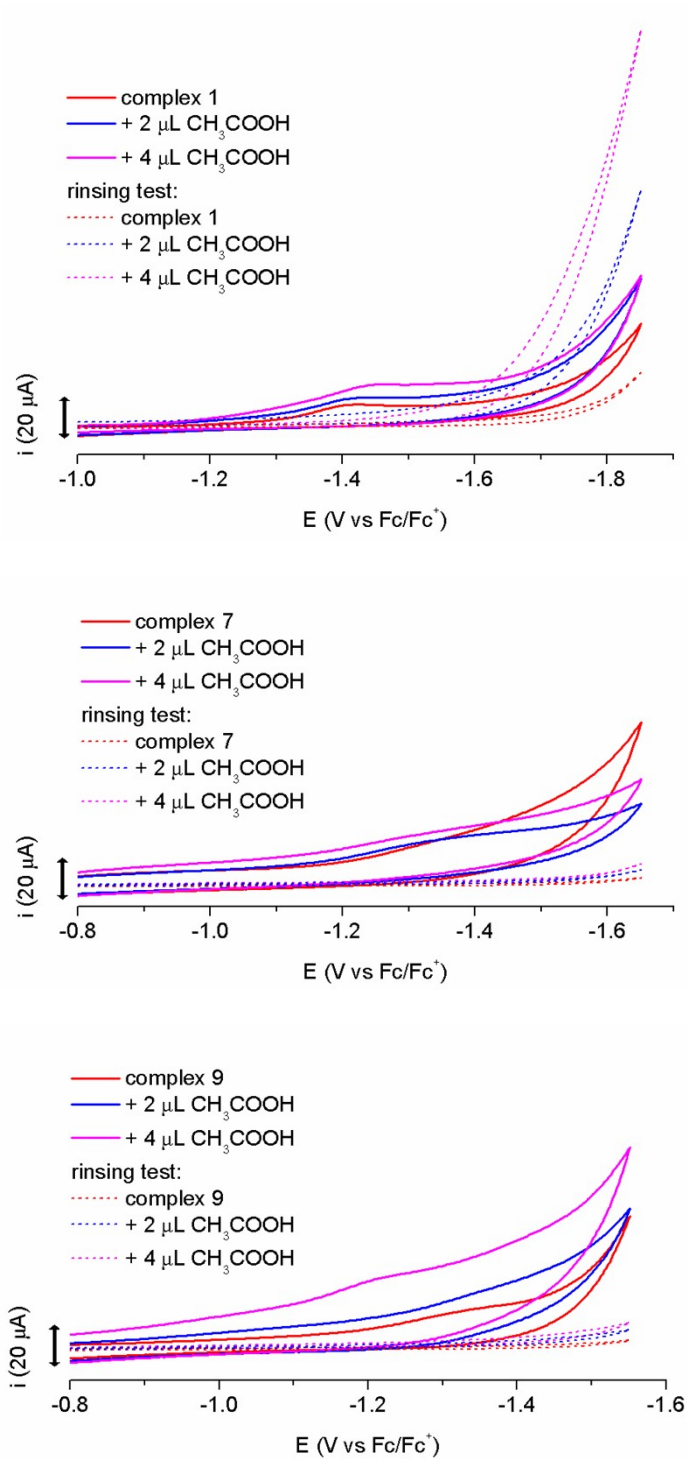 complex 1
+ 2 μL CH₃COOH
+ 4 μL CH₃COOH
rinsing test:
complex 1
+ 2 μL CH₃COOH
+ 4 μL CH₃COOH
i (20 μA)
-1.0 -1.2 -1.4 -1.6 -1.8
E (V vs Fc/Fc⁺)
complex 7
+ 2 μL CH₃COOH
+ 4 μL CH₃COOH
rinsing test:
complex 7
+ 2 μL CH₃COOH
+ 4 μL CH₃COOH
i (20 μA)
-0.8 -1.0 -1.2 -1.4 -1.6
E (V vs Fc/Fc⁺)
complex 9
+ 2 μL CH₃COOH
+ 4 μL CH₃COOH
rinsing test:
complex 9
+ 2 μL CH₃COOH
+ 4 μL CH₃COOH
i (20 μA)
-0.8 -1.0 -1.2 -1.4 -1.6
E (V vs Fc/Fc⁺)